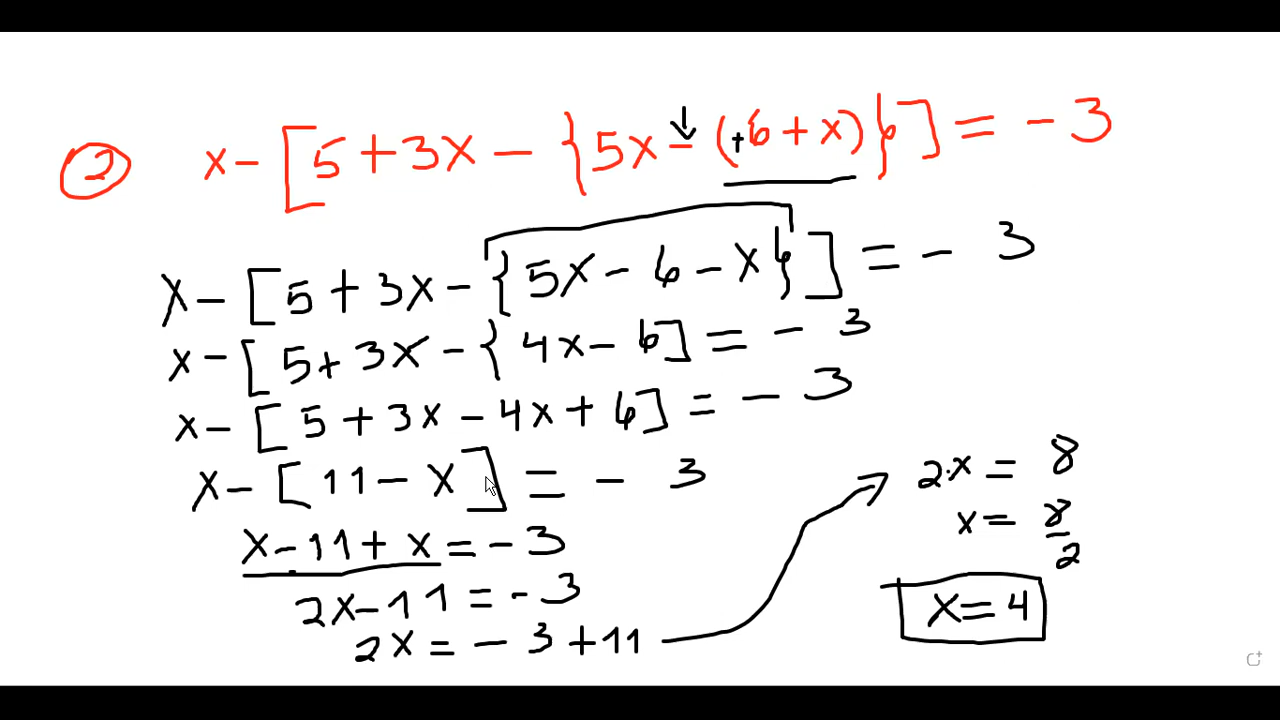 2 x - [5 + 3x - {5x - (+6 + x)}] = - 3
x - [5 + 3x - {5x - 6 - x}] = - 3
x - [5 + 3x - {4x - 6] = - 3
x - [5 + 3x - 4x + 6] = - 3
x - [11 - x] = - 3
x - 11 + x = - 3
2x - 11 = - 3
2x = - 3 + 11
2·x = 8
x = 8/2
x = 4